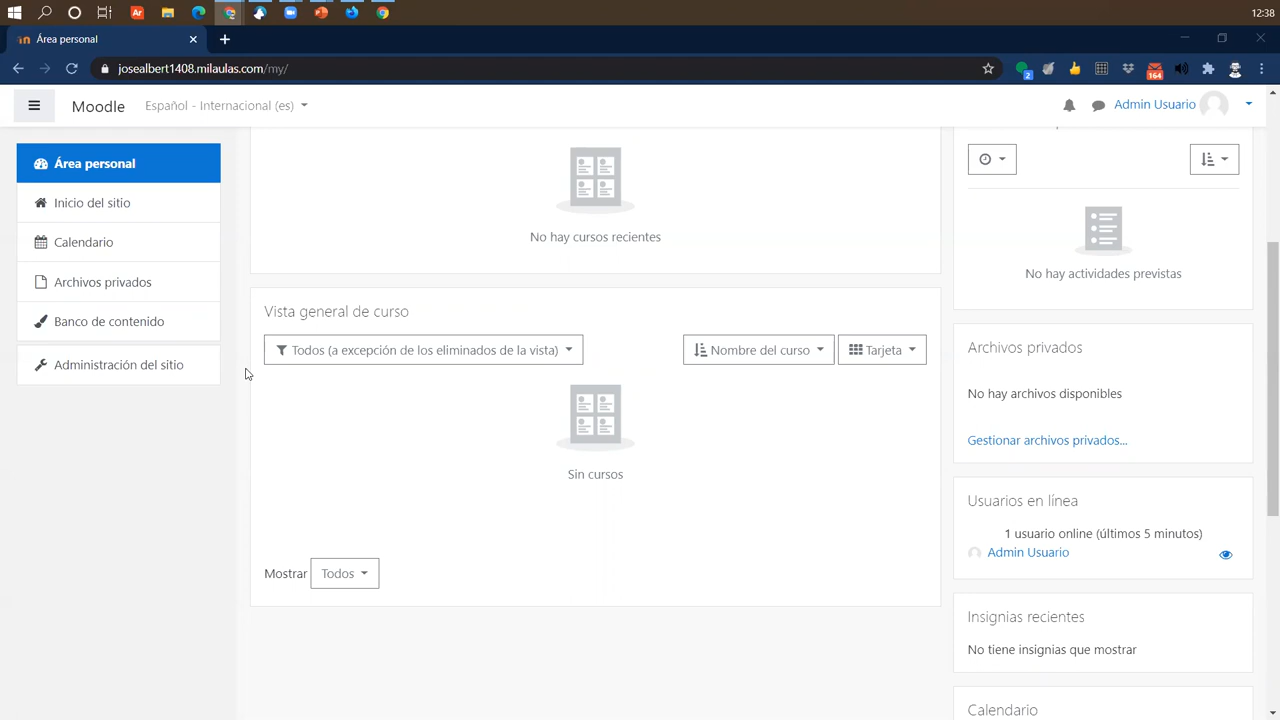 12:38
Área personal
josealbert1408.milaulas.com/my/
2
164
Moodle
Español - Internacional (es)
Admin Usuario
Área personal
Inicio del sitio
Calendario
Archivos privados
Banco de contenido
Administración del sitio
No hay cursos recientes
Vista general de curso
Todos (a excepción de los eliminados de la vista)
Nombre del curso
Tarjeta
Sin cursos
Mostrar Todos
No hay actividades previstas
Archivos privados
No hay archivos disponibles
Gestionar archivos privados...
Usuarios en línea
1 usuario online (últimos 5 minutos)
Admin Usuario
Insignias recientes
No tiene insignias que mostrar
Calendario